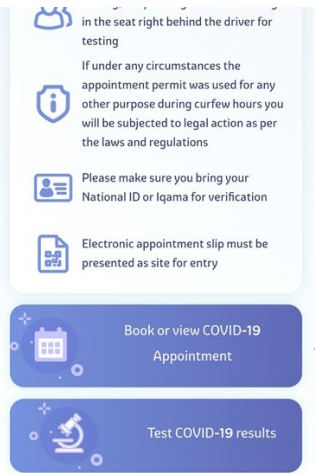 in the seat right behind the driver for
testing
If under any circumstances the
appointment permit was used for any
other purpose during curfew hours you
will be subjected to legal action as per
the laws and regulations
Please make sure you bring your
National ID or Iqama for verification
Electronic appointment slip must be
presented as site for entry
Book or view COVID-19
Appointment
Test COVID-19 results